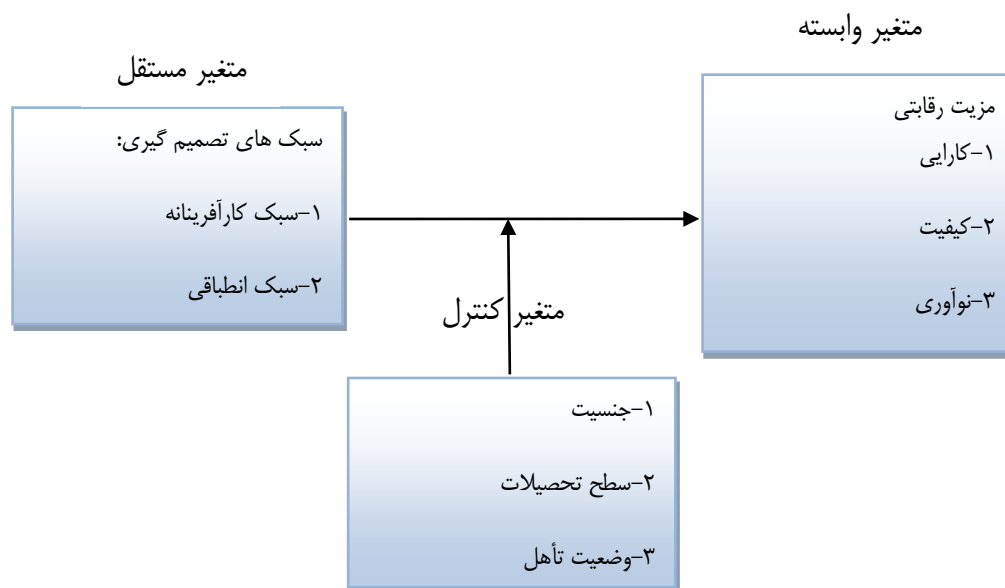 متغیر وابسته
متغیر مستقل
مزیت رقابتی
۱-کارایی
۲-کیفیت
۳-نوآوری
سبک های تصمیم گیری:
۱-سبک کارآفرینانه
۲-سبک انطباقی
متغیر کنترل
۱-جنسیت
۲-سطح تحصیلات
۳-وضعیت تأهل